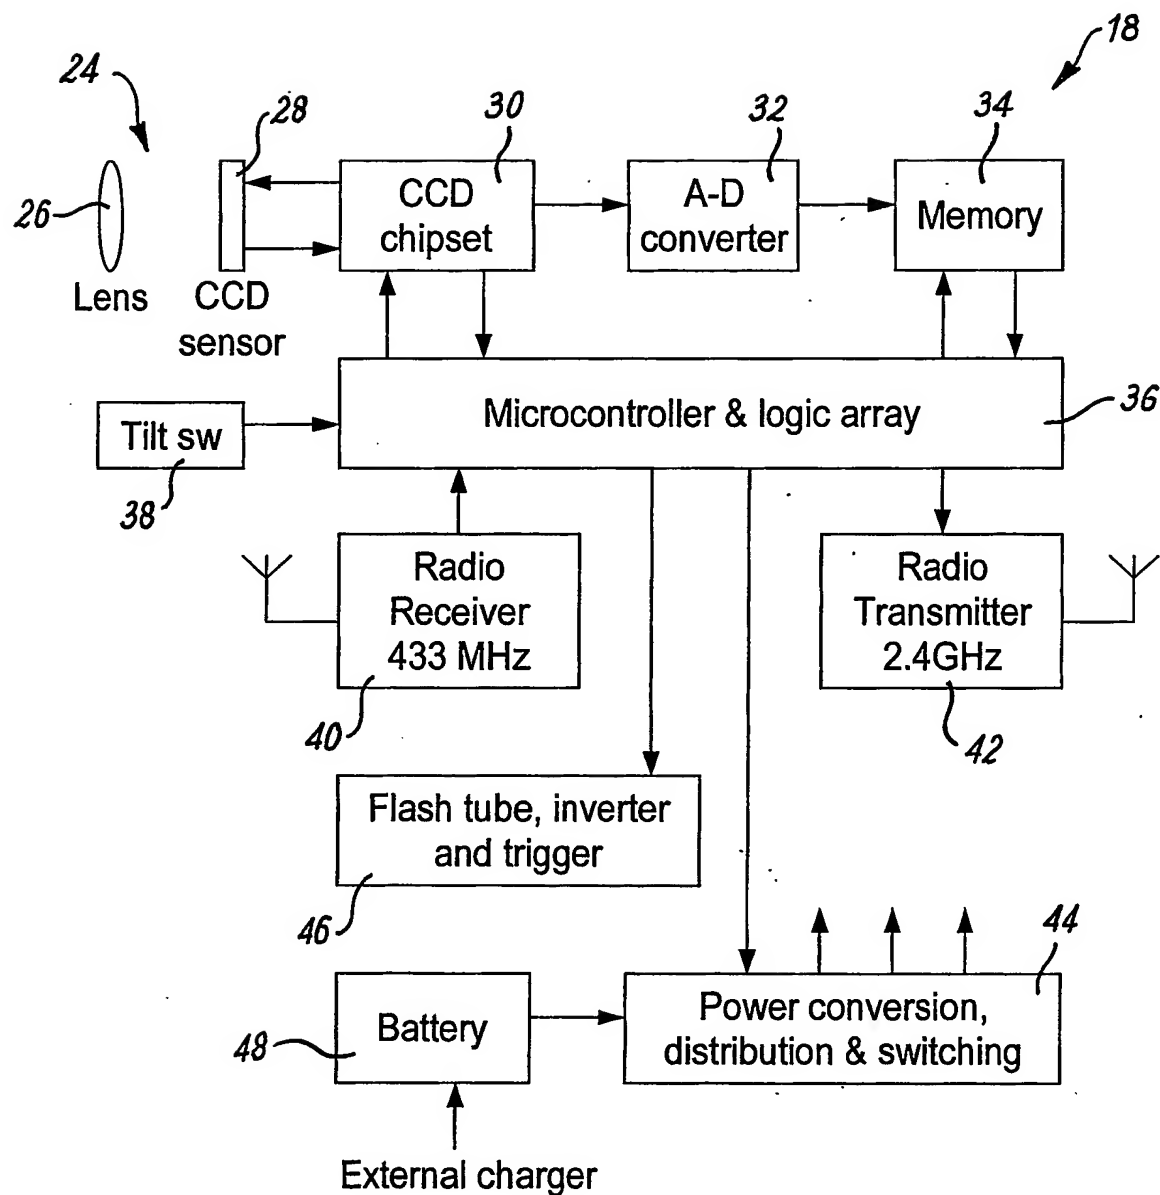 18
24
28
30
32
34
26
CCD
chipset
A-D
converter
Memory
Lens
CCD
sensor
Microcontroller & logic array
36
Tilt sw
38
Radio
Receiver
433 MHz
Radio
Transmitter
2.4GHz
40
42
Flash tube, inverter
and trigger
46
44
Battery
48
Power conversion,
distribution & switching
External charger